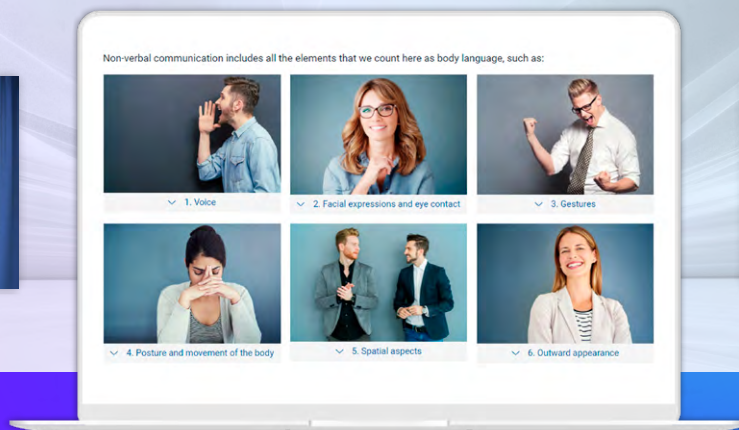 Non-verbal communication includes all the elements that we count here as body language, such as:
1. Voice
2. Facial expressions and eye contact
3. Gestures
4. Posture and movement of the body
5. Spatial aspects
6. Outward appearance